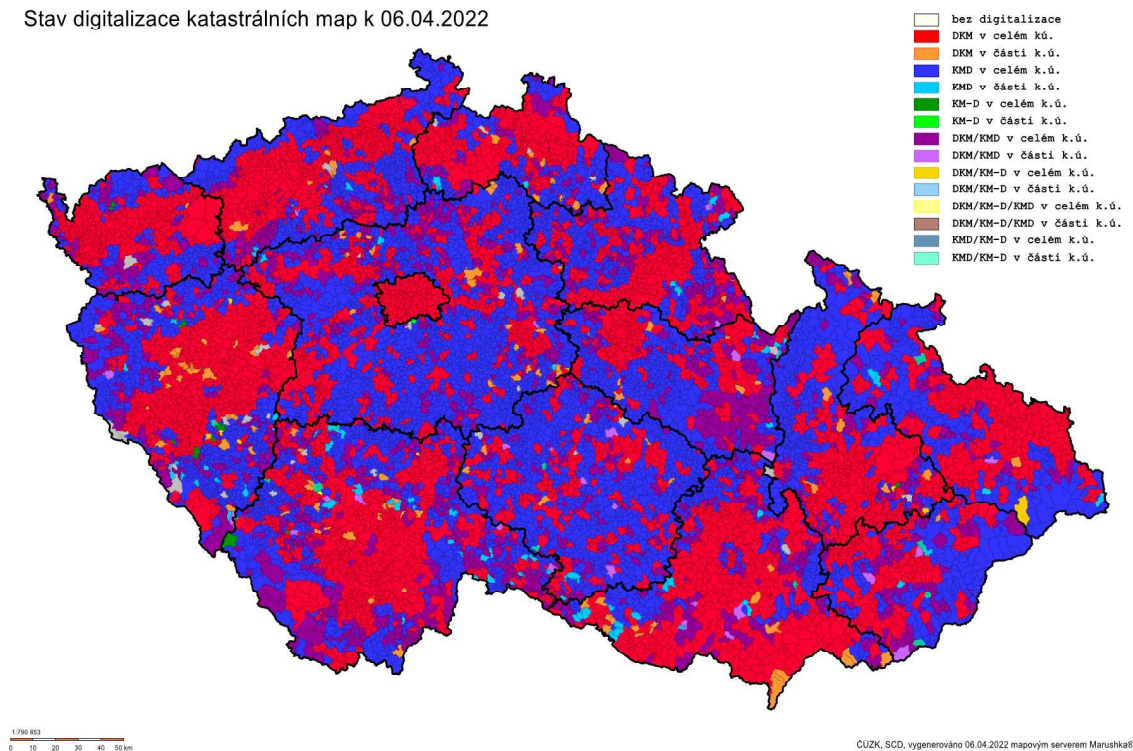 Stav digitalizace katastrálních map k 06.04.2022
bez digitalizace
DKM v celém kú.
DKM v části k.ú.
KMD v celém k.ú.
KMD v části k.ú.
KM-D v celém k.ú.
KM-D v části k.ú.
DKM/KMD v celém k.ú.
DKM/KMD v části k.ú.
DKM/KM-D v celém k.ú.
DKM/KM-D v části k.ú.
DKM/KM-D/KMD v celém k.ú.
DKM/KM-D/KMD v části k.ú.
KMD/KM-D v celém k.ú.
KMD/KM-D v části k.ú.
1:790 853
0 10 20 30 40 50 km
ČÚZK, SCD, vygenerováno 06.04.2022 mapovým serverem Marushka®